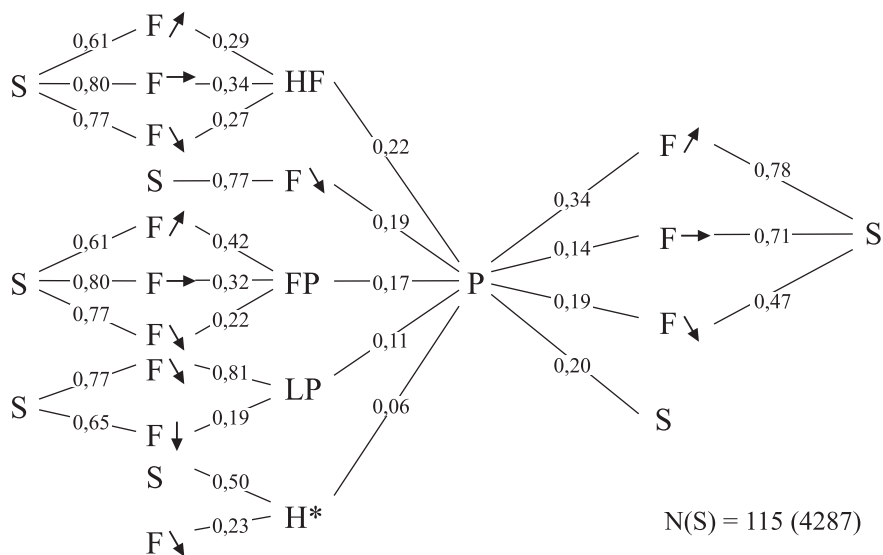 F↗
0,61 0,29
S 0,80 F→ 0,34 HF
0,77 0,27
F↘
0,22
S 0,77 F↘
0,19
F↗
0,61 0,42
S 0,80 F→ 0,32 FP 0,17 P
0,77 0,22
F↘
F↘
0,77 0,81 0,11
S LP
0,65 0,19
F↓
0,06
S
0,50
H*
0,23
F↘
F↗
0,34 0,78
0,14 F→ 0,71 S
0,19 0,47
F↘
0,20
S
N(S) = 115 (4287)